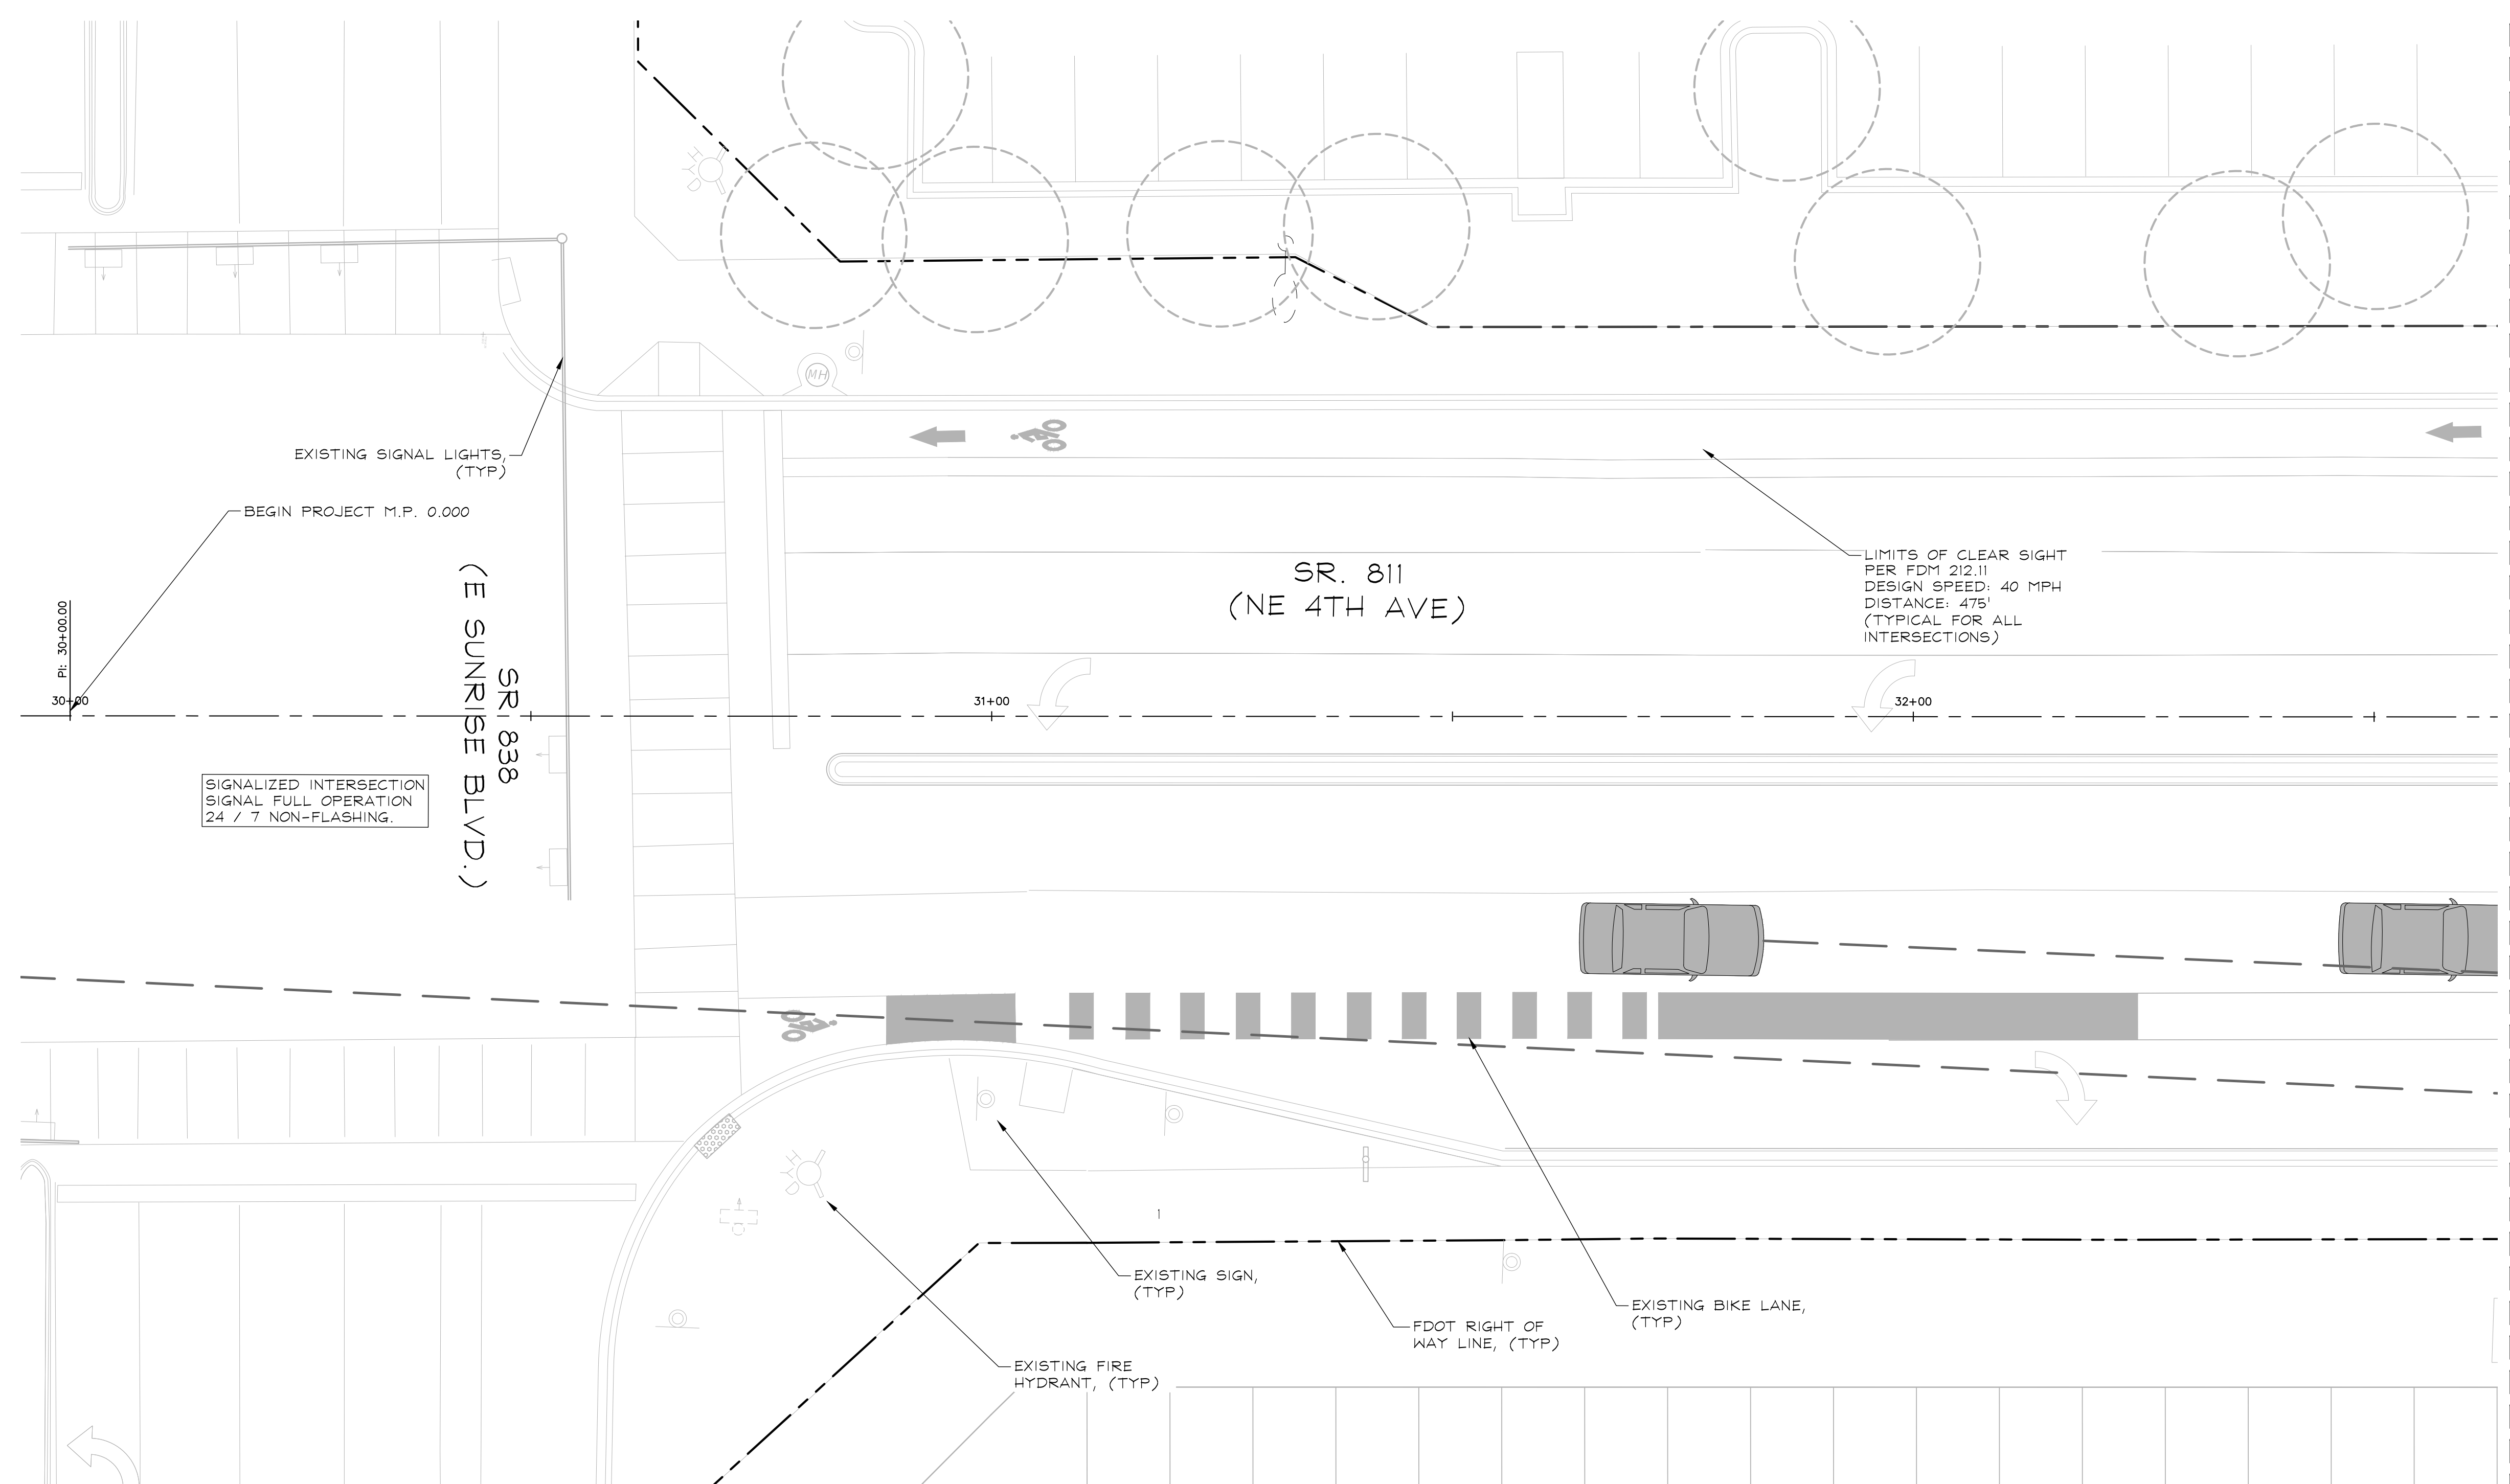 MH
EXISTING SIGNAL LIGHTS,
(TYP)
BEGIN PROJECT M.P. 0.000
SR. 811
(NE 4TH AVE)
LIMITS OF CLEAR SIGHT
PER FDM 212.11
DESIGN SPEED: 40 MPH
DISTANCE: 475'
(TYPICAL FOR ALL
INTERSECTIONS)
PI: 30+00.00
30+00
31+00
32+00
SR 838
(E SUNRISE BLVD.)
SIGNALIZED INTERSECTION
SIGNAL FULL OPERATION
24 / 7 NON-FLASHING.
HYD
HYD
1
EXISTING SIGN,
(TYP)
EXISTING BIKE LANE,
(TYP)
FDOT RIGHT OF
WAY LINE, (TYP)
EXISTING FIRE
HYDRANT, (TYP)